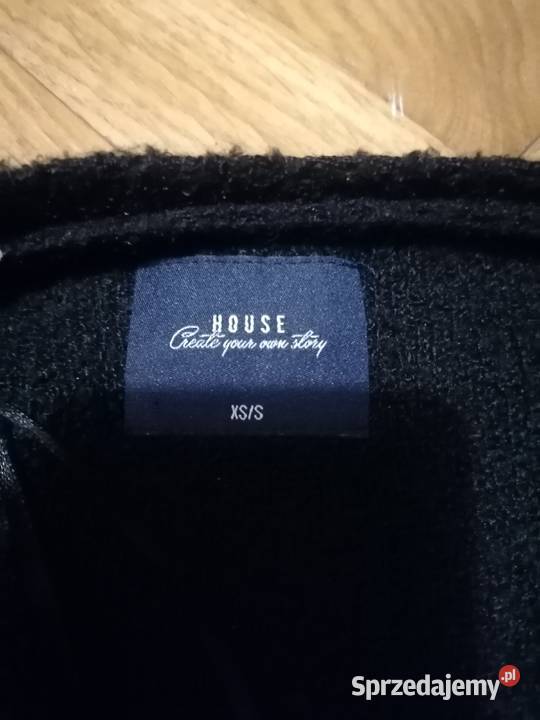 HOUSE
Create your own story
XS/S
Sprzedajemy.pl